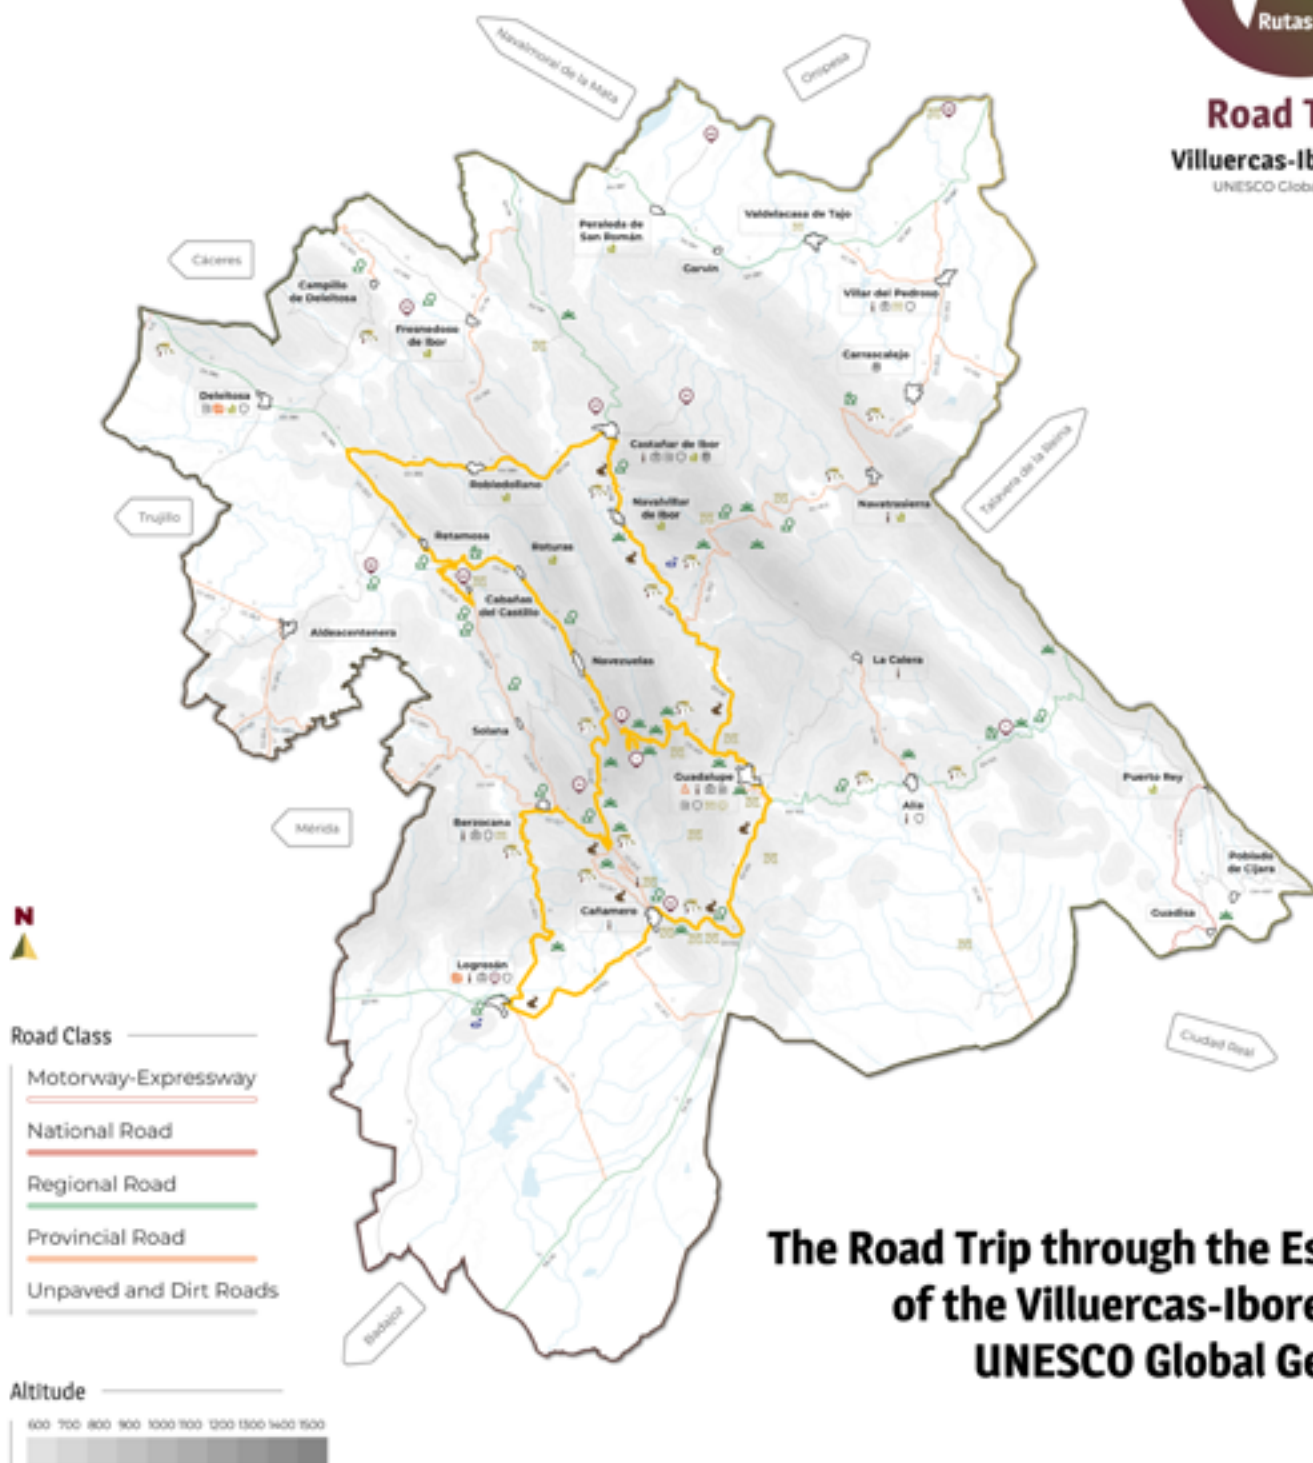 Rutas
Road T
Villuercas-Ib
UNESCO Globa
Navalmoral de la Mata
Oropesa
Cáceres
Trujillo
Mérida
Badajoz
Talavera de la Reina
Ciudad Real
Peraleda de
San Román
Valdelacasa de Tajo
Garvín
Villar del Pedroso
Carrascalejo
Campillo
de Deleitosa
Fresnedoso
de Ibor
Deleitosa
Castañar de Ibor
Robledollano
Navalvillar
de Ibor
Navatrasierra
Retamosa
Roturas
Cabañas
del Castillo
Aldeacentenera
Navezuelas
La Calera
Solana
Guadalupe
Alía
Puerto Rey
Berzocana
Poblado
de Cíjara
Cañamero
Guadisa
Logrosán
N
Road Class
Motorway-Expressway
National Road
Regional Road
Provincial Road
Unpaved and Dirt Roads
Altitude
600 700 800 900 1000 1100 1200 1300 1400 1500
The Road Trip through the Es
of the Villuercas-Ibore
UNESCO Global Ge